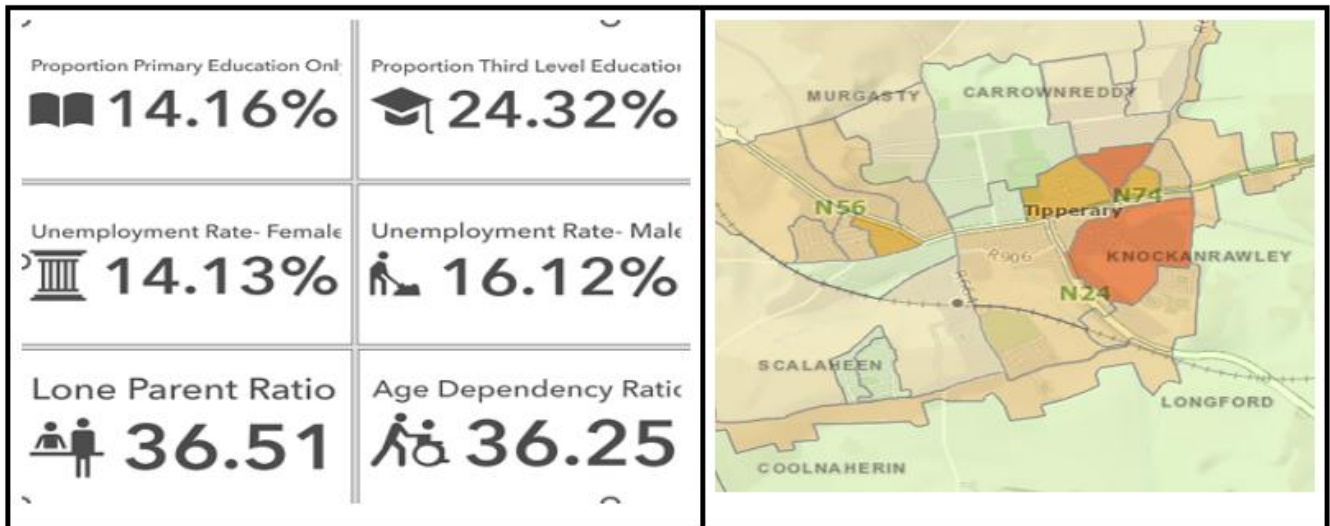 Proportion Primary Education Onl
14.16%
Proportion Third Level Education
24.32%
Unemployment Rate- Female
14.13%
Unemployment Rate- Male
16.12%
Lone Parent Ratio
36.51
Age Dependency Ratio
36.25
MURGASTY
CARROWNREDDY
N56
N74
Tipperary
R906
KNOCKANRAWLEY
N24
SCALAHEEN
LONGFORD
COOLNAHERIN